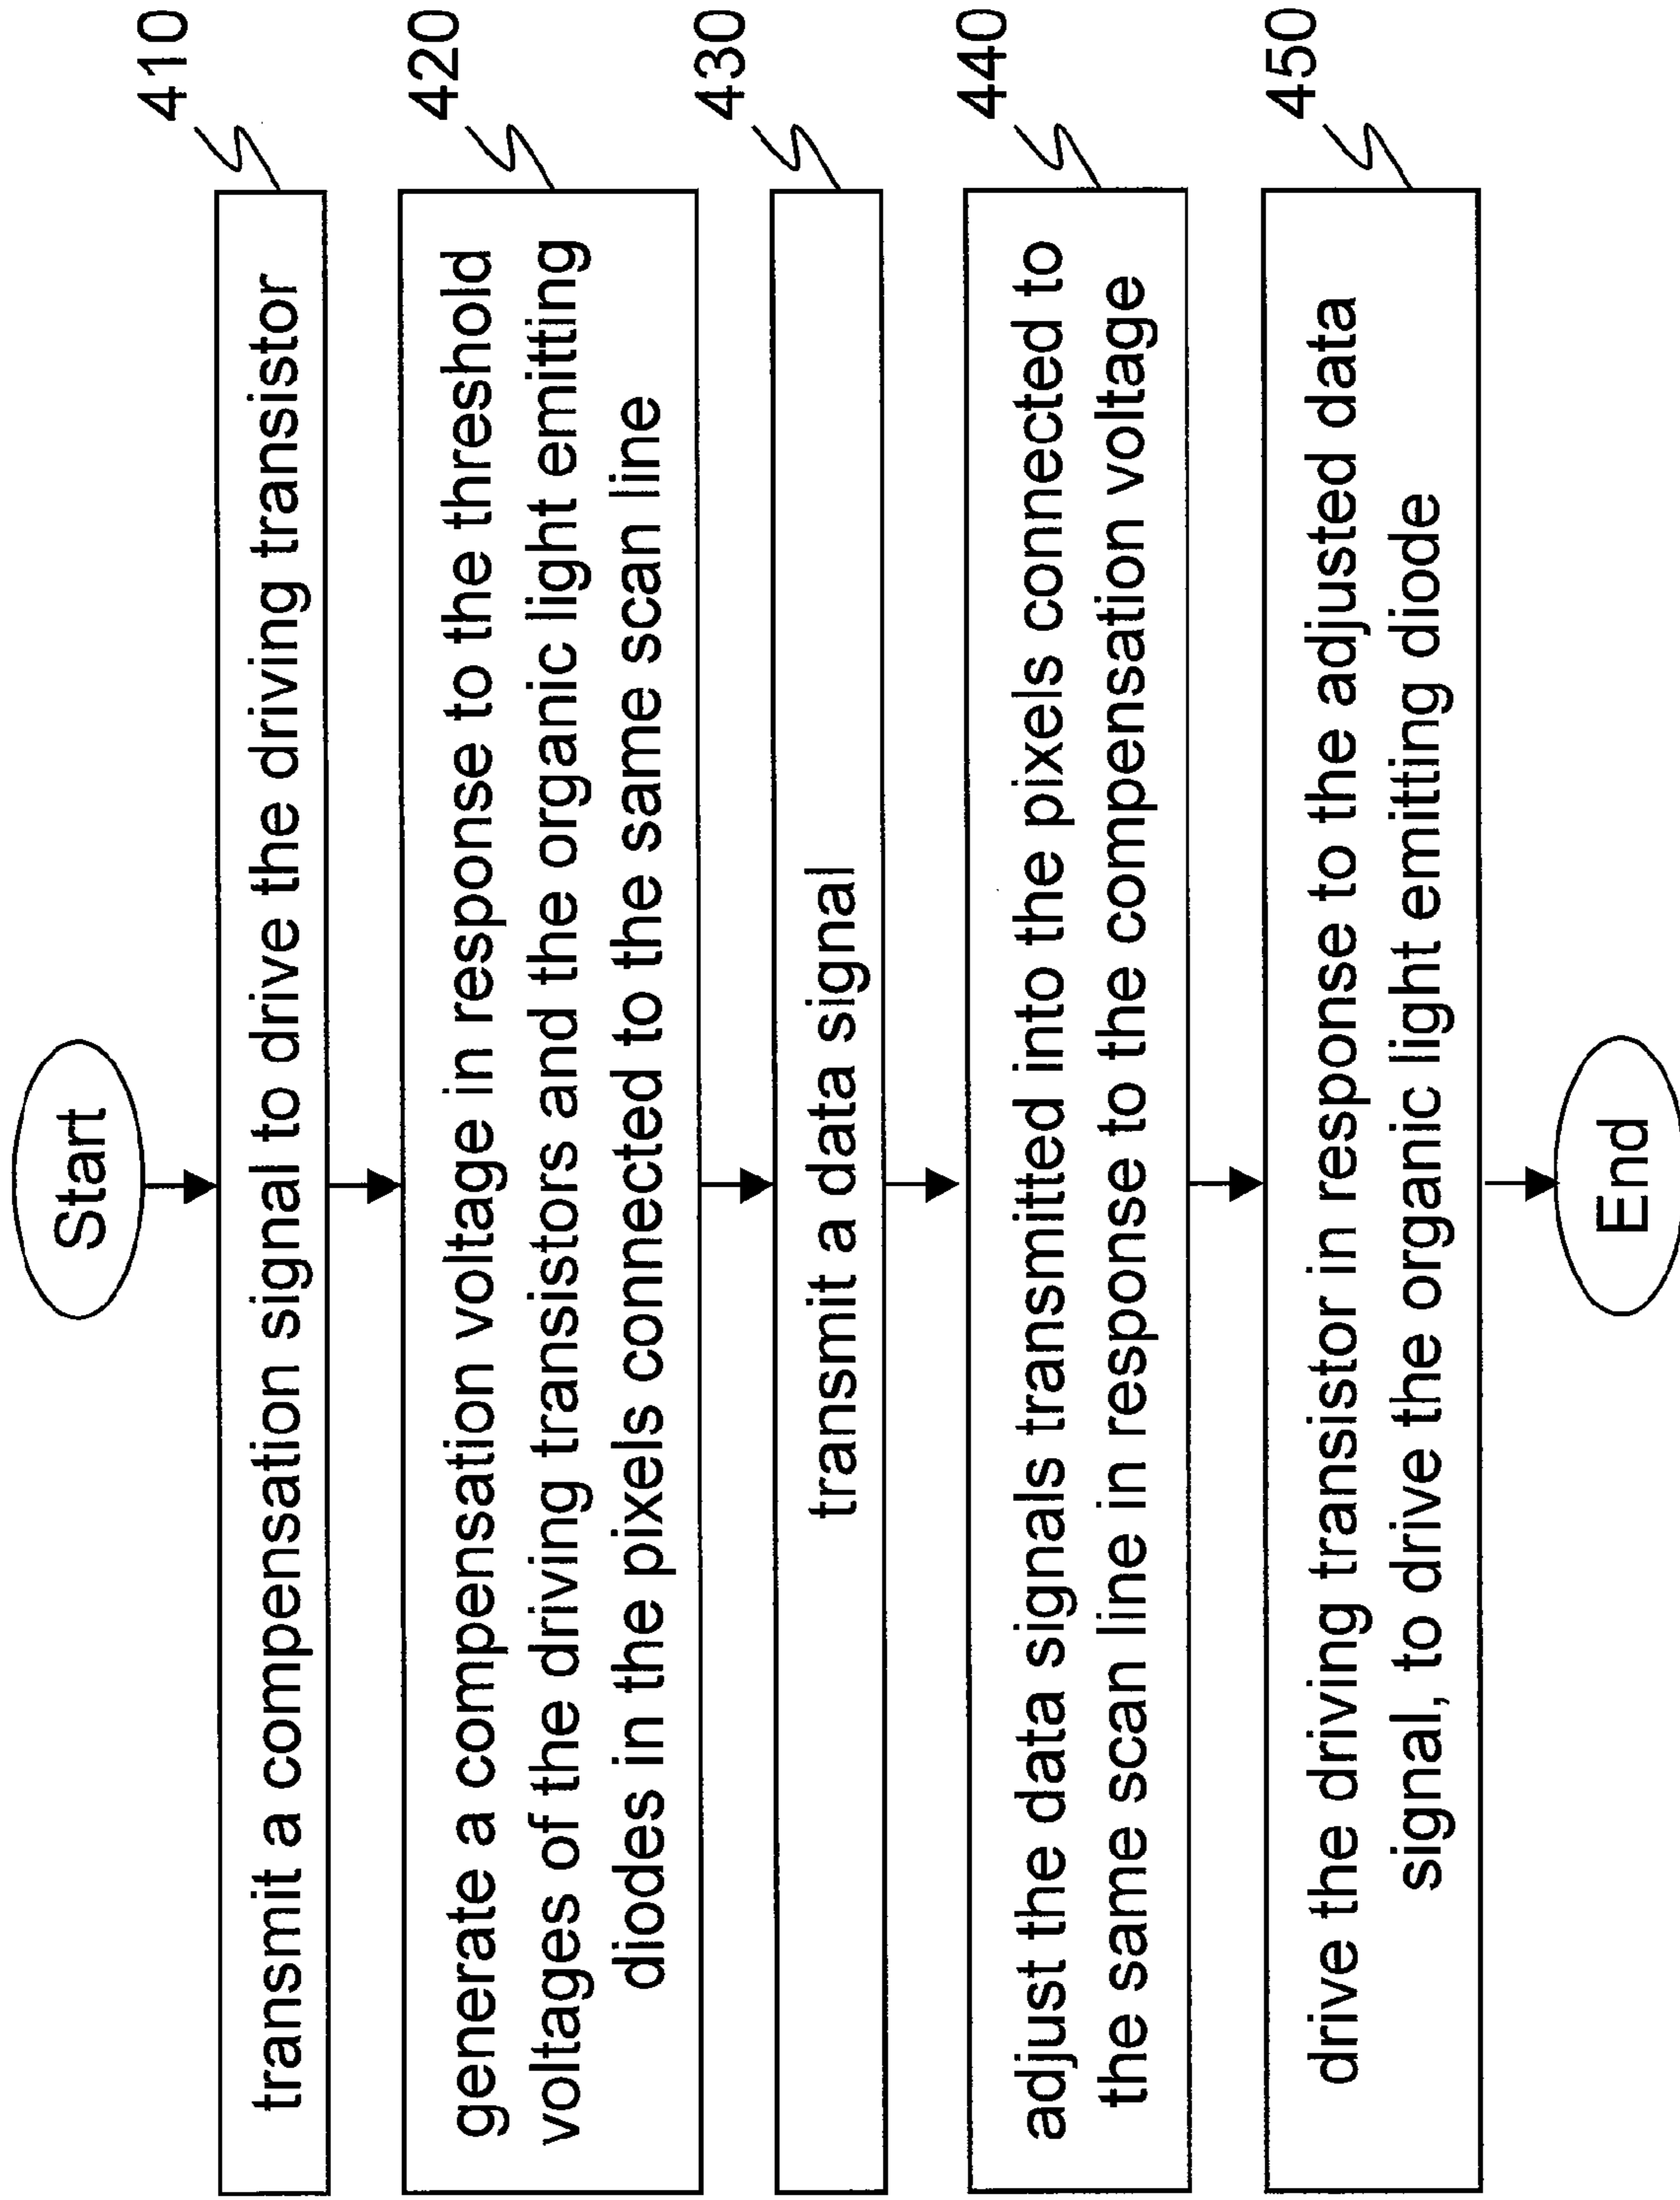 Start
410
transmit a compensation signal to drive the driving transistor
420
generate a compensation voltage in response to the threshold
voltages of the driving transistors and the organic light emitting
diodes in the pixels connected to the same scan line
430
transmit a data signal
440
adjust the data signals transmitted into the pixels connected to
the same scan line in response to the compensation voltage
450
drive the driving transistor in response to the adjusted data
signal, to drive the organic light emitting diode
End